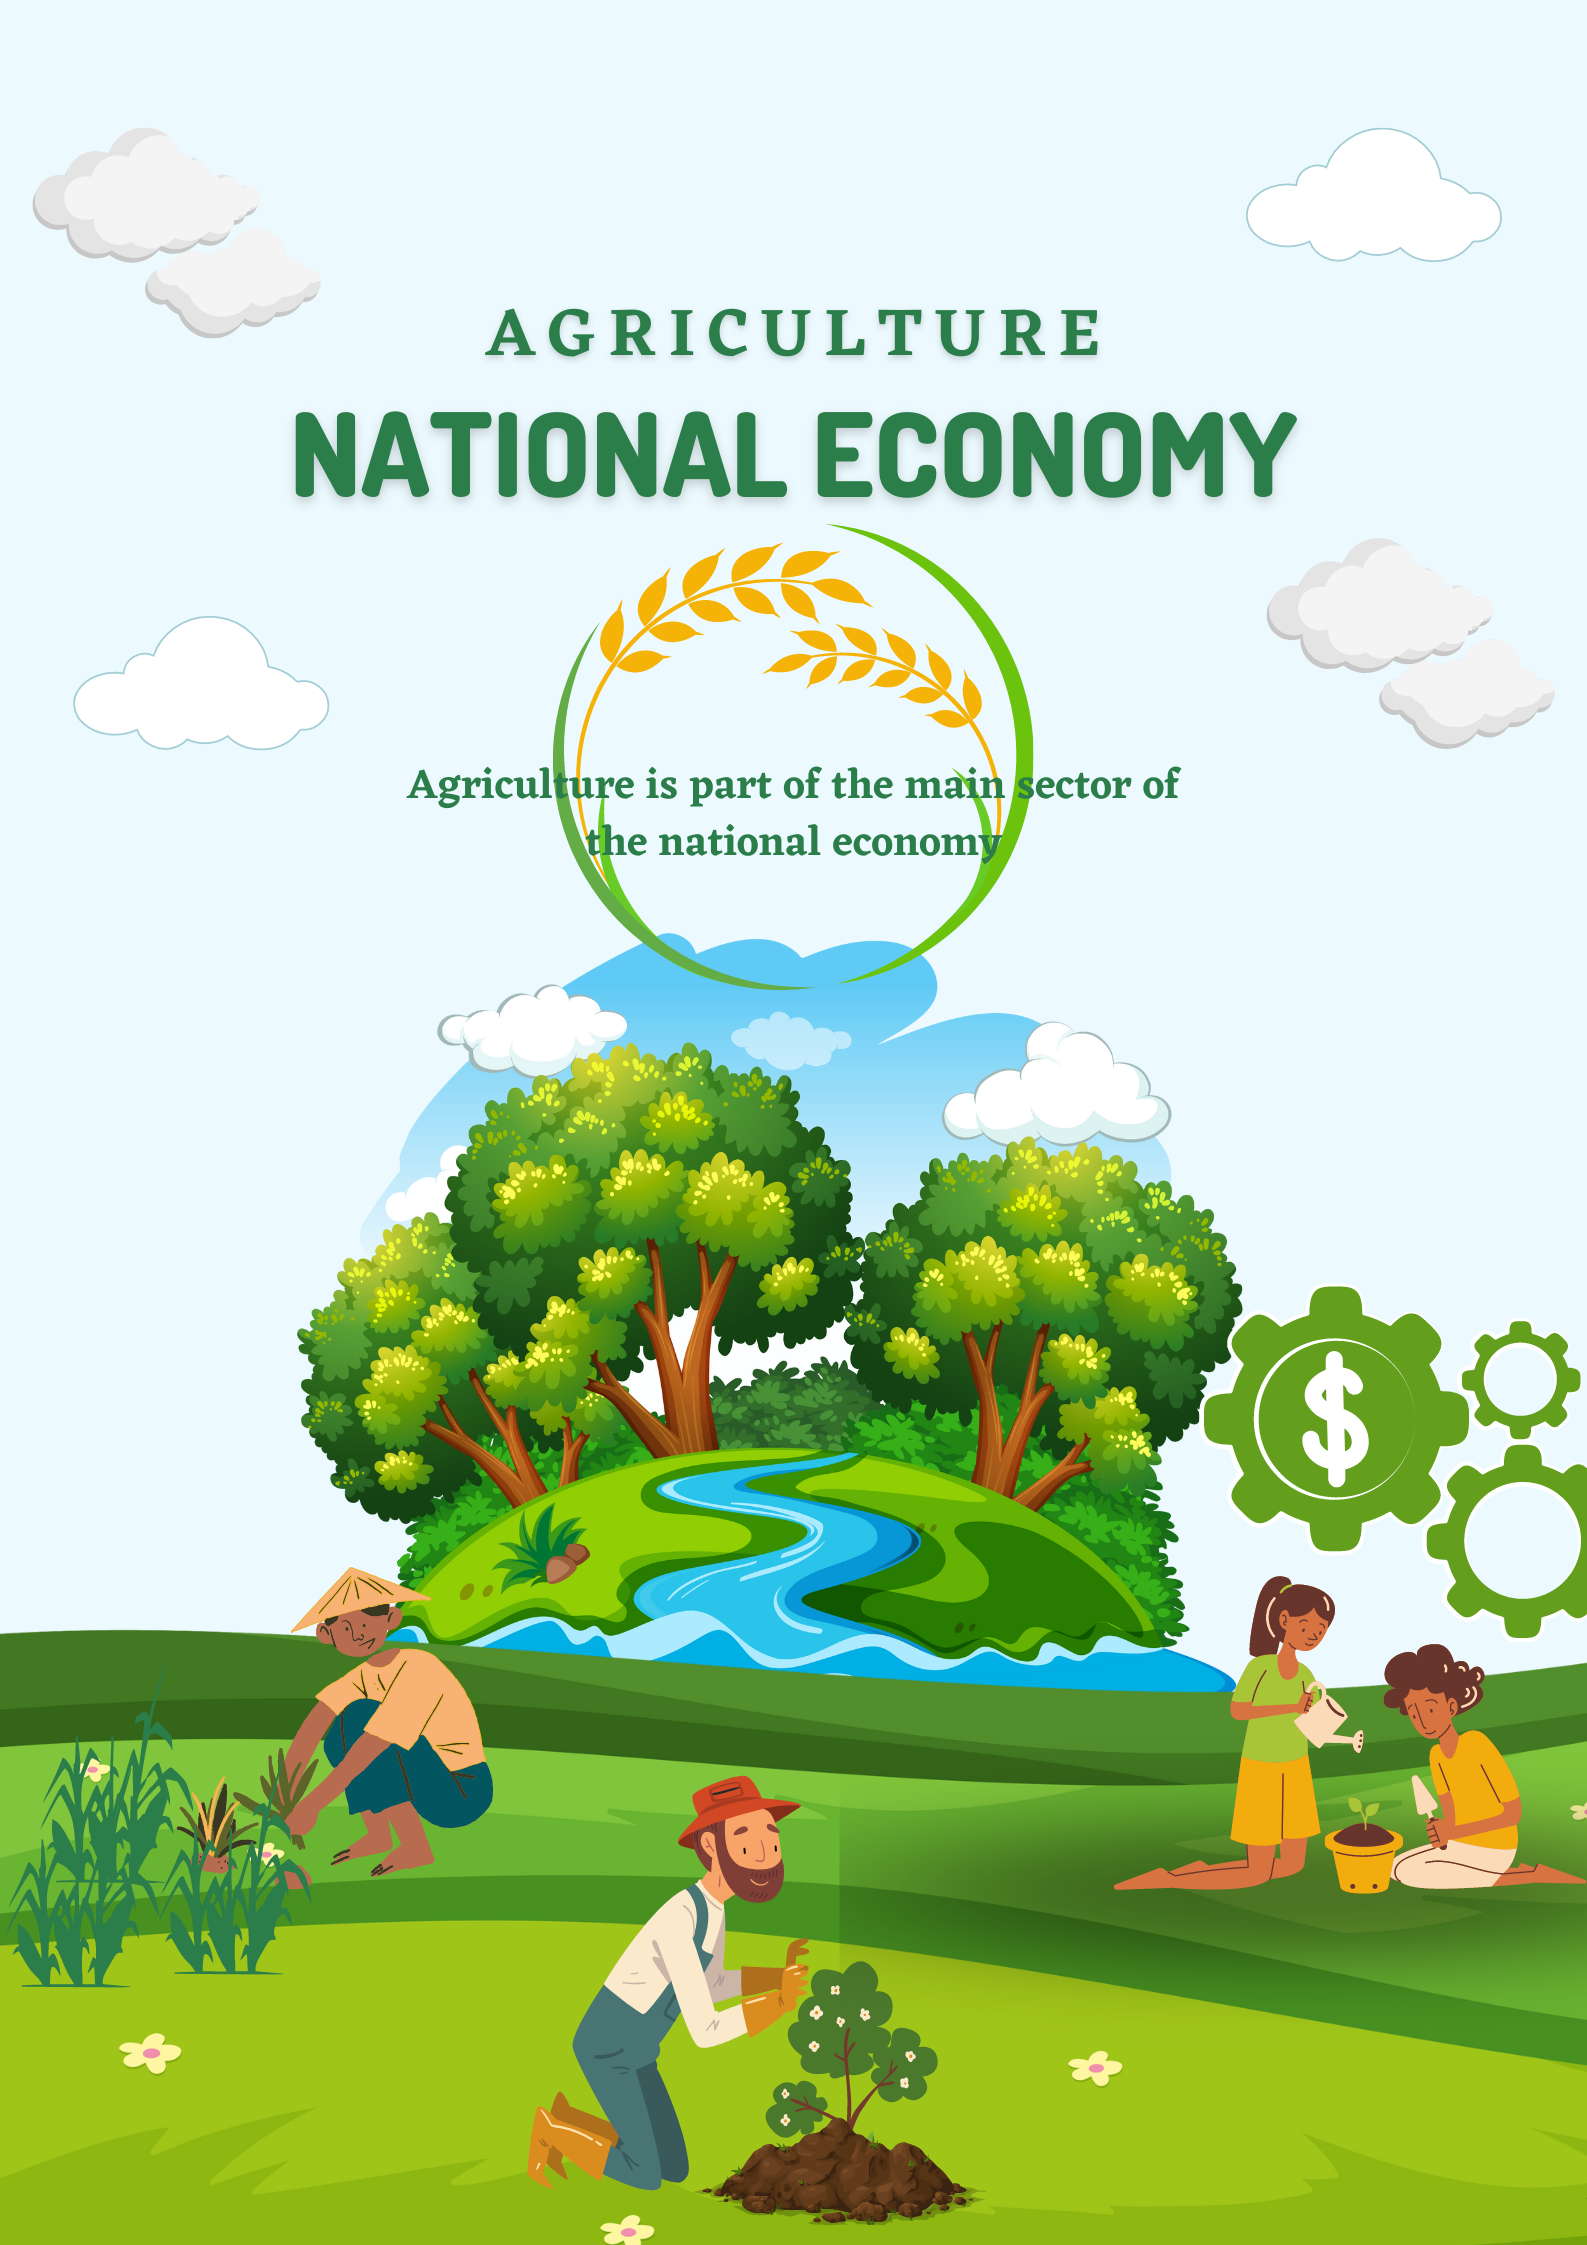 AGRICULTURE
NATIONAL ECONOMY
Agriculture is part of the main sector of
the national economy
$